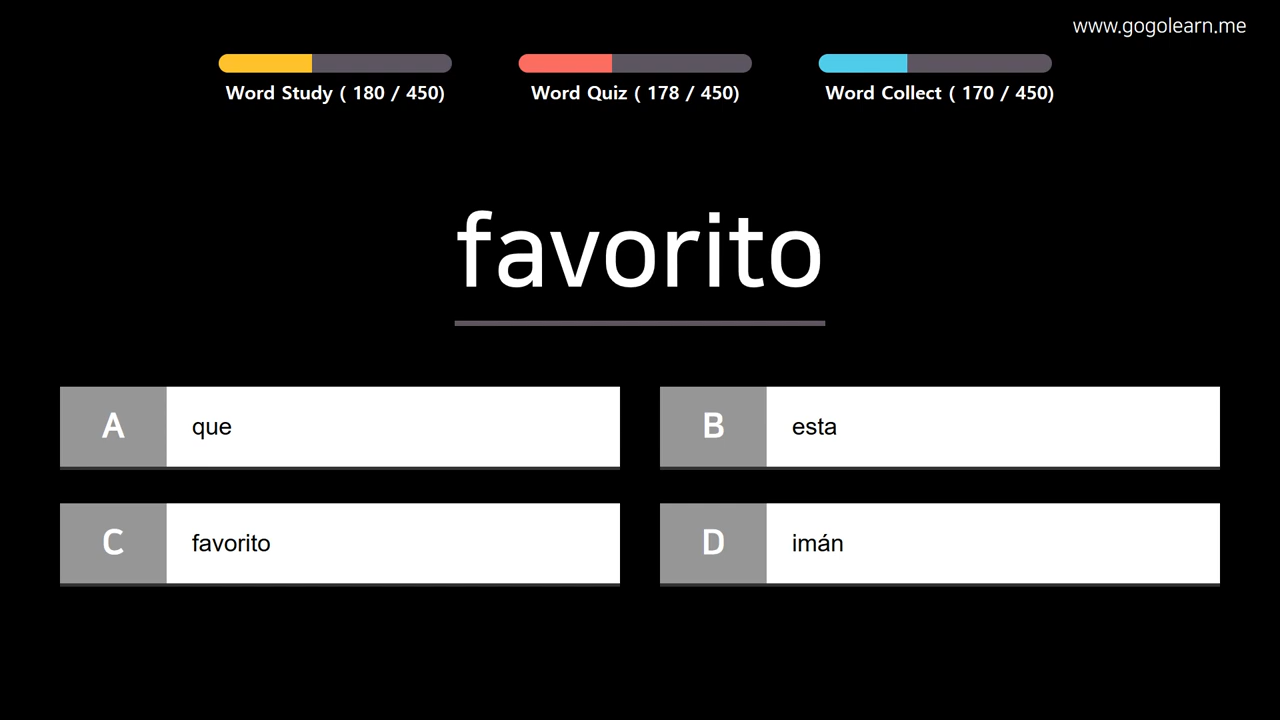 www.gogolearn.me
Word Study ( 180 / 450)
Word Quiz ( 178 / 450)
Word Collect ( 170 / 450)
favorito
A que
B esta
C favorito
D imán